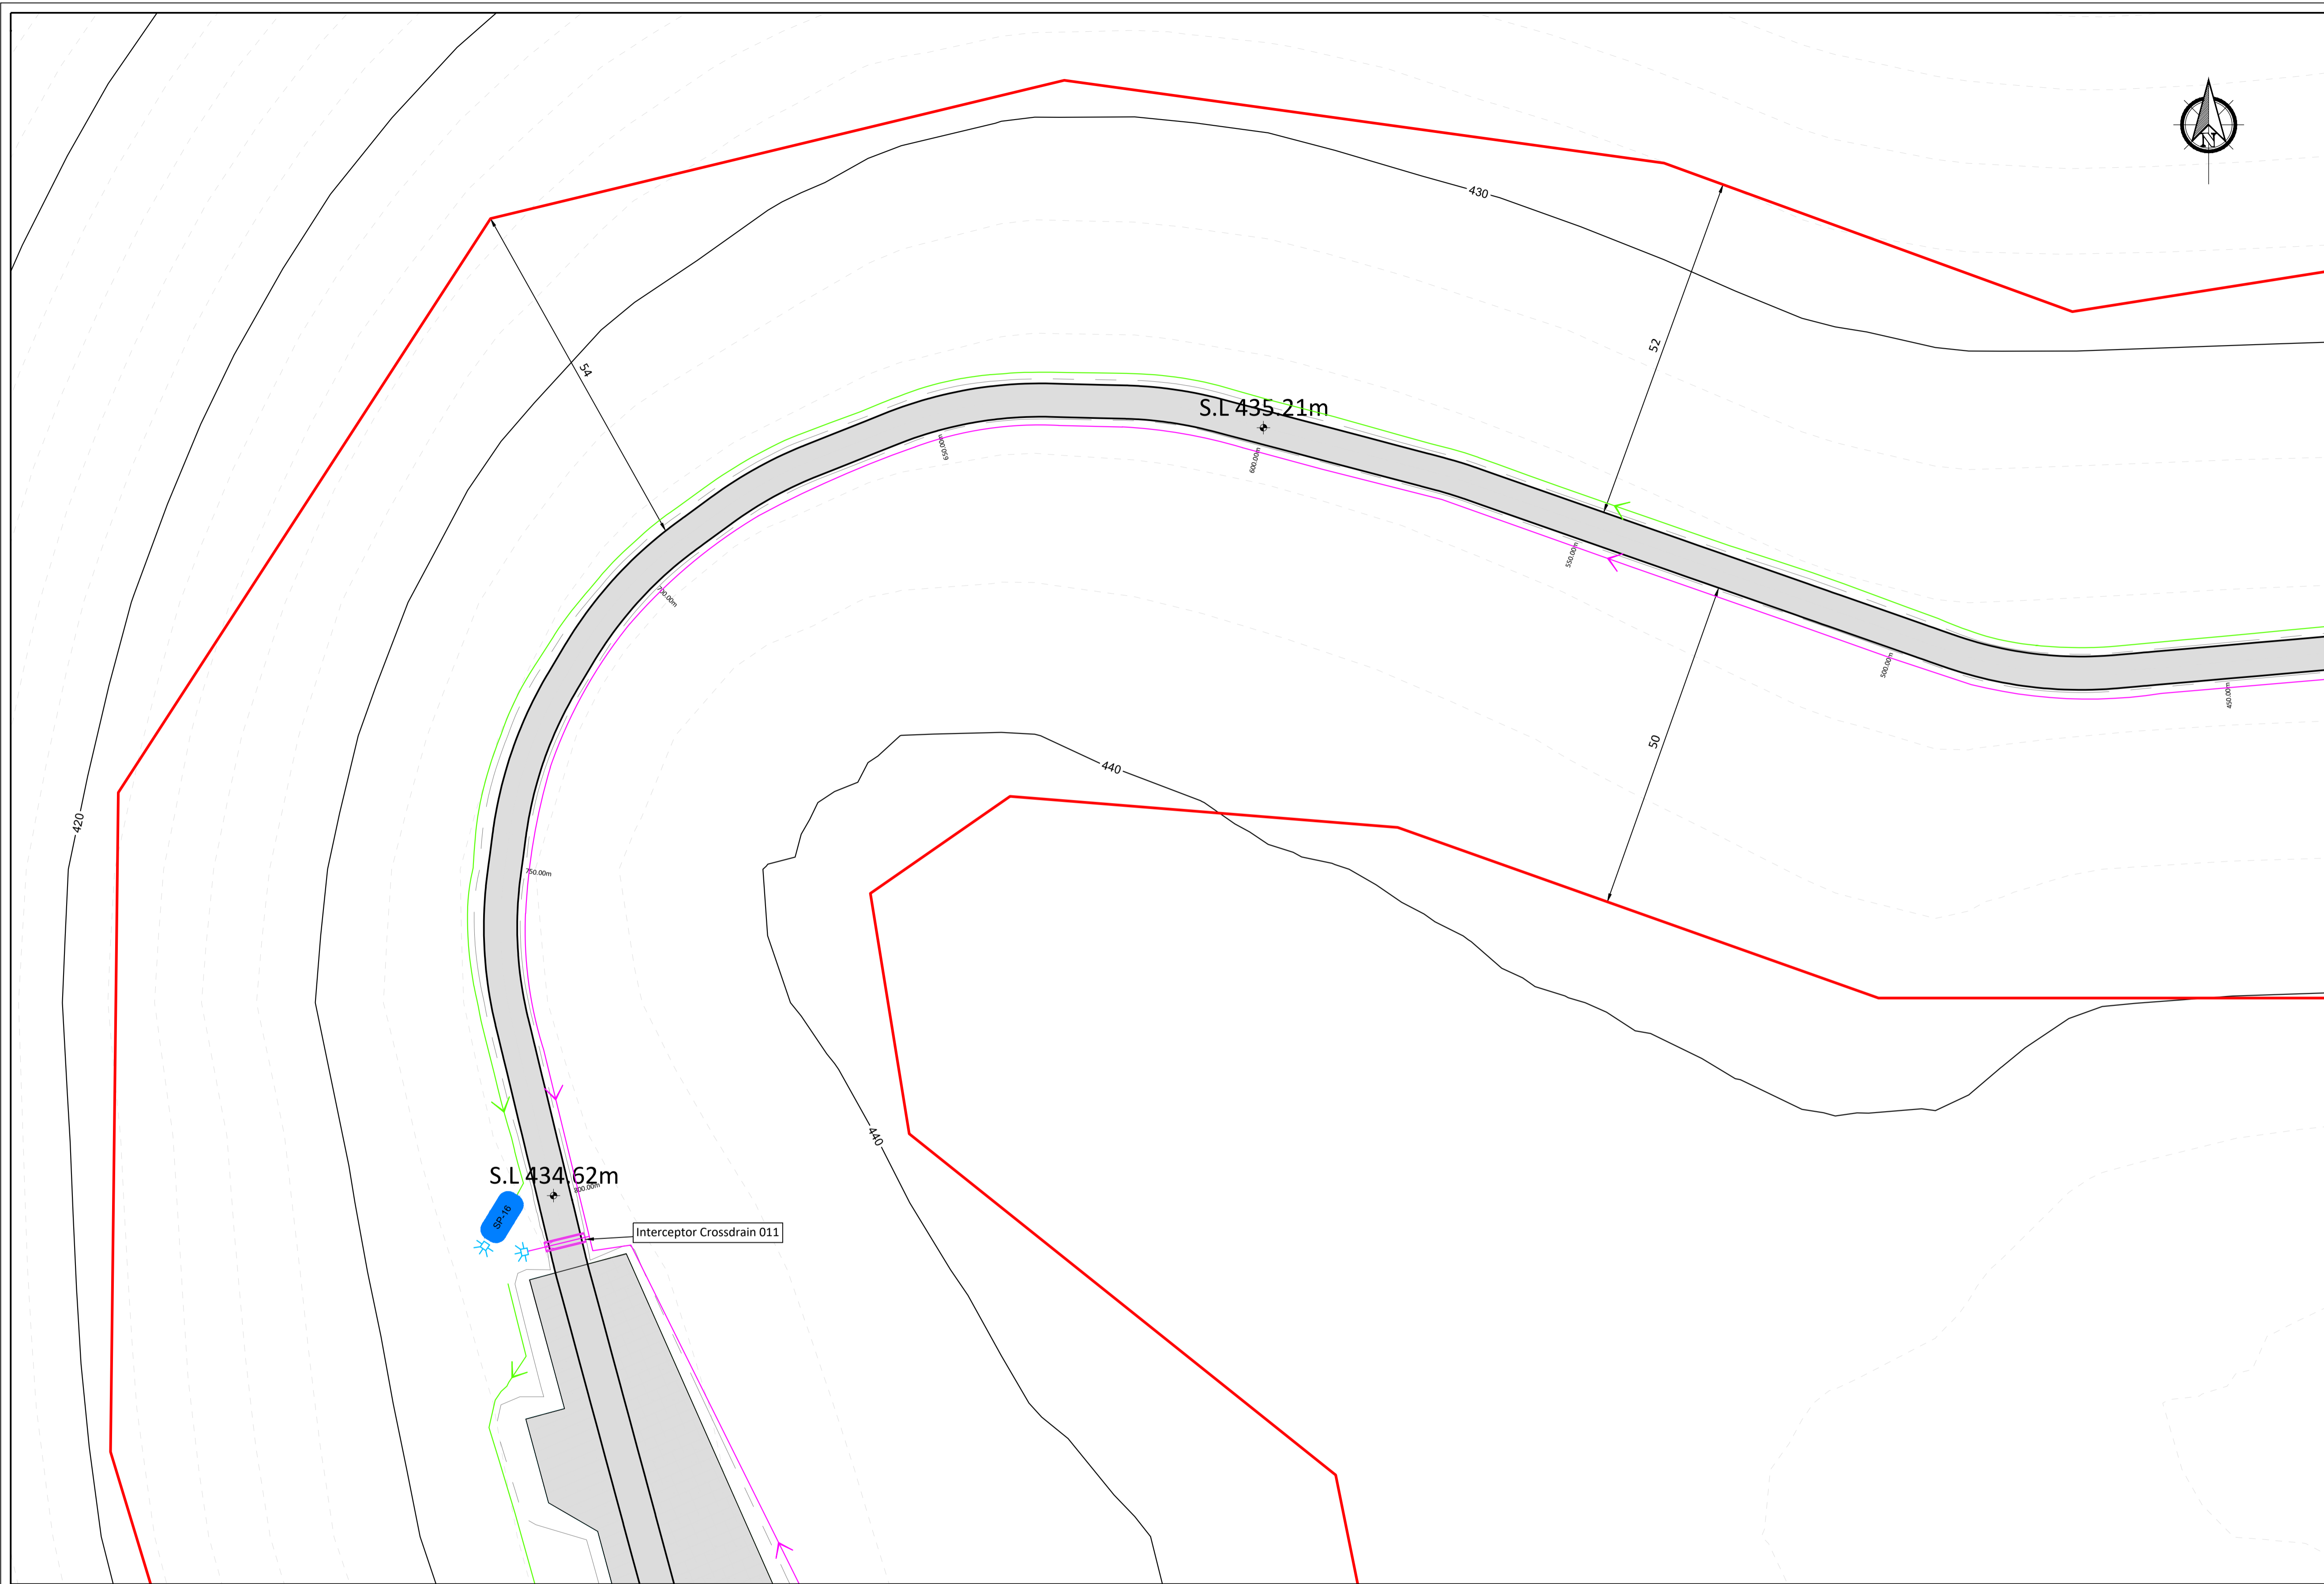 N
430
52
54
S.L 435.21m
650.00m
600.00m
550.00m
700.00m
500.00m
450.00m
50
440
420
750.00m
440
S.L 434.62m
800.00m
SP-16
Interceptor Crossdrain 011